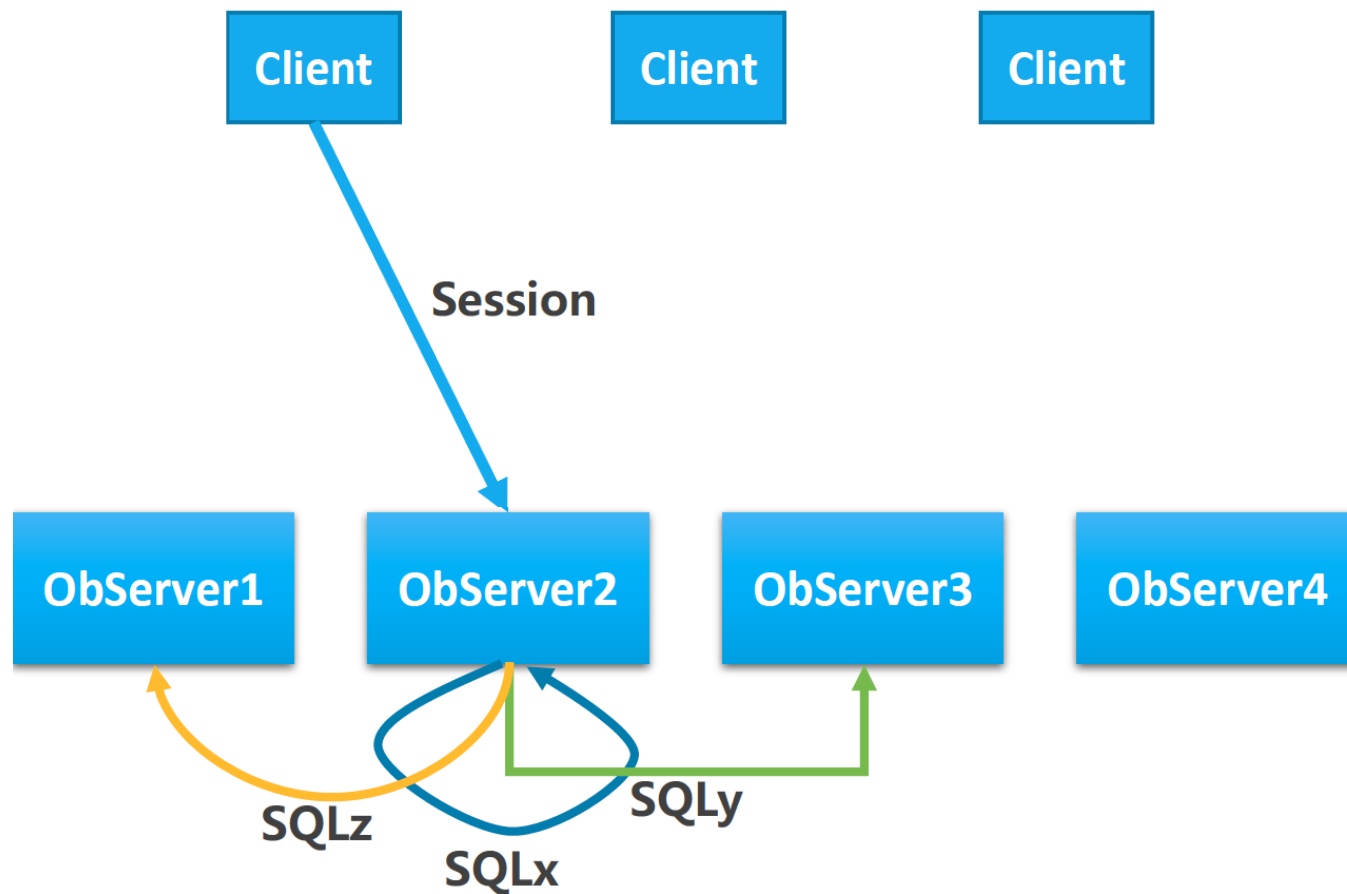 Client
Client
Client
Session
ObServer1
ObServer2
ObServer3
ObServer4
SQLz
SQLy
SQLx